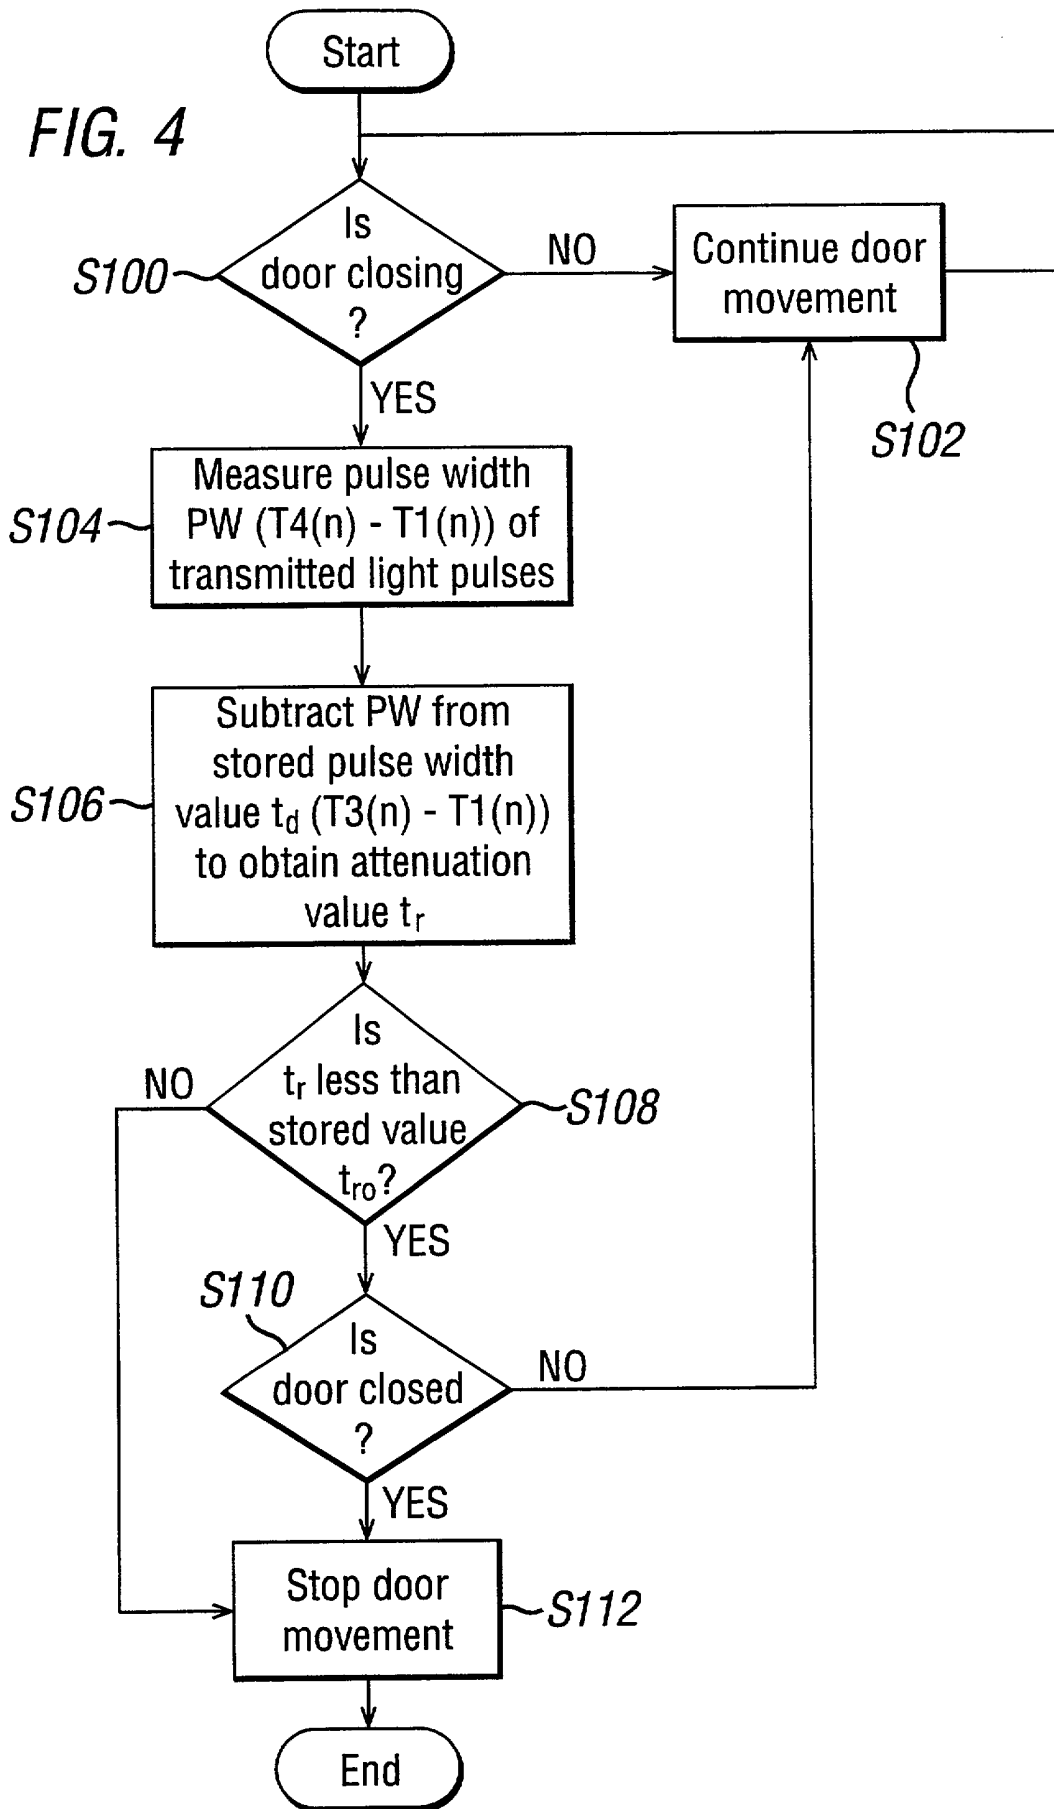 Start
FIG. 4
Is
door closing
?
S100
NO
Continue door
movement
S102
YES
Measure pulse width
PW (T4(n) - T1(n)) of
transmitted light pulses
S104
Subtract PW from
stored pulse width
value td (T3(n) - T1(n))
to obtain attenuation
value tr
S106
Is
tr less than
stored value
tro?
NO
S108
YES
S110
Is
door closed
?
NO
YES
Stop door
movement
S112
End